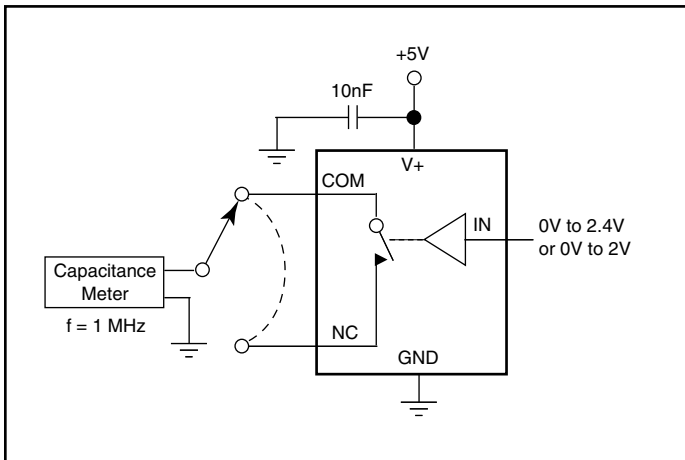 +5V
10nF
V+
COM
IN
0V to 2.4V
or 0V to 2V
Capacitance
Meter
f = 1 MHz
NC
GND